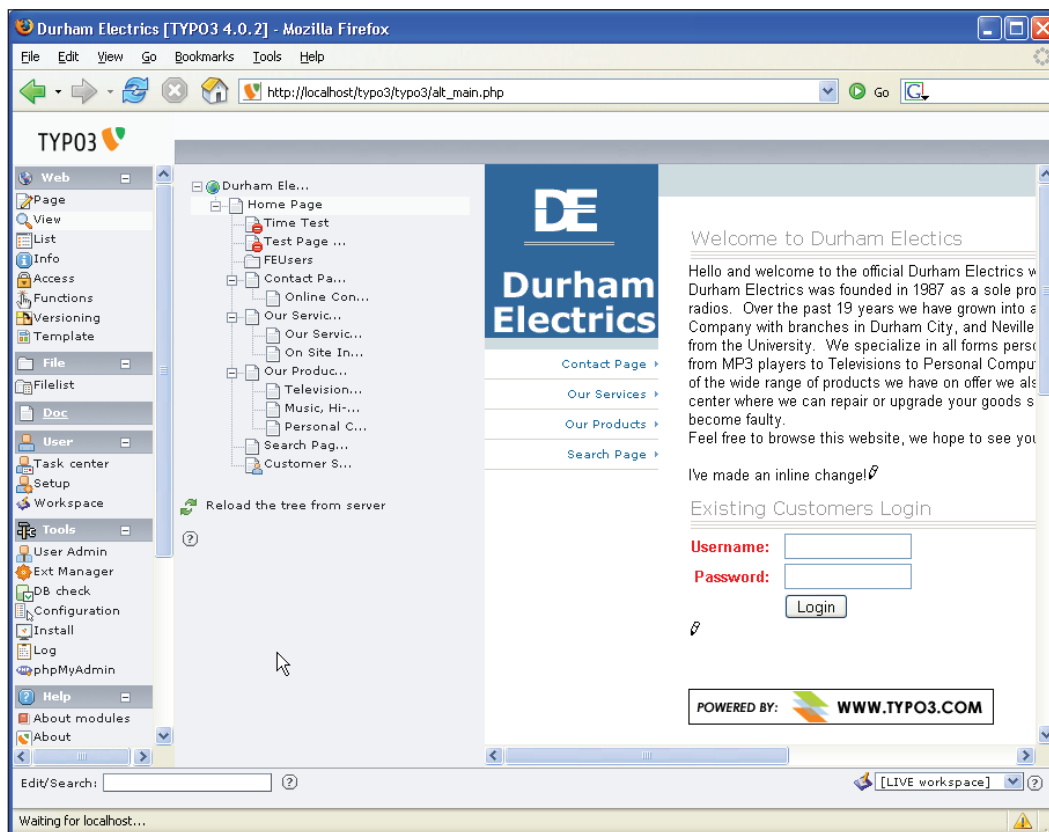 Durham Electrics [TYPO3 4.0.2] - Mozilla Firefox
File Edit View Go Bookmarks Tools Help
http://localhost/typo3/typo3/alt_main.php
Go
G
TYPO3
Web
Page
View
List
Info
Access
Functions
Versioning
Template
File
Filelist
Doc
User
Task center
Setup
Workspace
Tools
User Admin
Ext Manager
DB check
Configuration
Install
Log
phpMyAdmin
Help
About modules
About
Durham Ele...
Home Page
Time Test
Test Page ...
FEUsers
Contact Pa...
Online Con...
Our Servic...
Our Servic...
On Site In...
Our Produc...
Television...
Music, Hi-...
Personal C...
Search Pag...
Customer S...
Reload the tree from server
DE
Durham
Electrics
Contact Page
Our Services
Our Products
Search Page
Welcome to Durham Electics
Hello and welcome to the official Durham Electrics w
Durham Electrics was founded in 1987 as a sole pro
radios. Over the past 19 years we have grown into a
Company with branches in Durham City, and Neville
from the University. We specialize in all forms perso
from MP3 players to Televisions to Personal Comput
of the wide range of products we have on offer we als
center where we can repair or upgrade your goods s
become faulty.
Feel free to browse this website, we hope to see you
I've made an inline change!
Existing Customers Login
Username:
Password:
Login
POWERED BY: WWW.TYPO3.COM
Edit/Search:
[LIVE workspace]
Waiting for localhost...